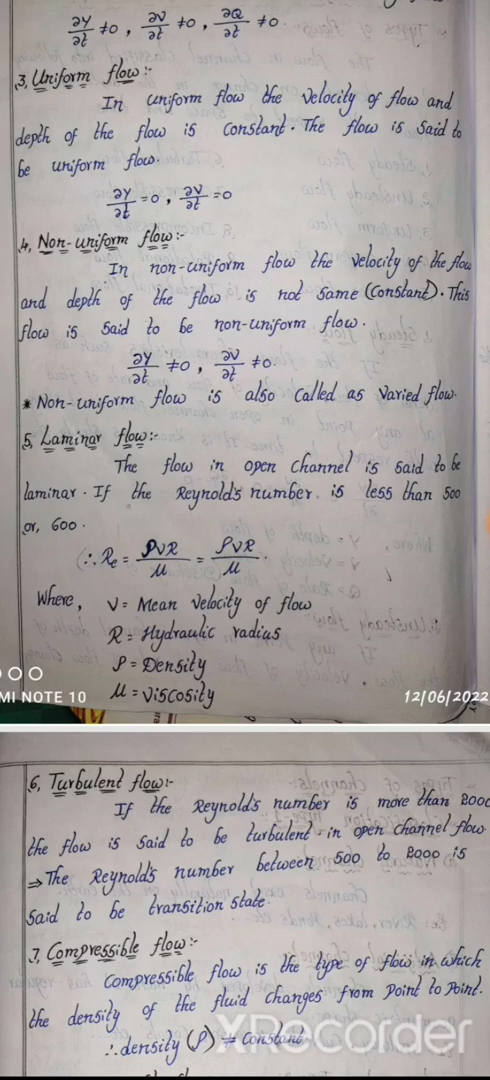 ∂Y/∂t ≠0, ∂V/∂t ≠0, ∂Q/∂t ≠0.
3, Uniform flow:-
In uniform flow the velocity of flow and
depth of the flow is constant. The flow is said to
be uniform flow.
∂Y/∂t =0, ∂V/∂t =0
4, Non-uniform flow:-
In non-uniform flow the velocity of the flow
and depth of the flow is not same (constant). This
flow is said to be non-uniform flow.
∂Y/∂t ≠0, ∂V/∂t ≠0.
* Non-uniform flow is also called as varied flow.
5, Laminar flow:-
The flow in open channel is said to be
laminar. If the Reynold's number is less than 500
or, 600.
(∴ Re = ρVR/μ = ρVR/μ.
Where, V = Mean velocity of flow
R = Hydraulic radius
ρ = Density
μ = Viscosity
MI NOTE 10
12/06/2022
6, Turbulent flow:-
If the Reynold's number is more than 2000
the flow is said to be turbulent in open channel flow.
⇒ The Reynold's number between 500 to 2000 is
said to be transition state.
7, Compressible flow:-
Compressible flow is the type of flow in which
the density of the fluid changes from point to point.
∴ density (ρ) ≠ constant
XRecorder